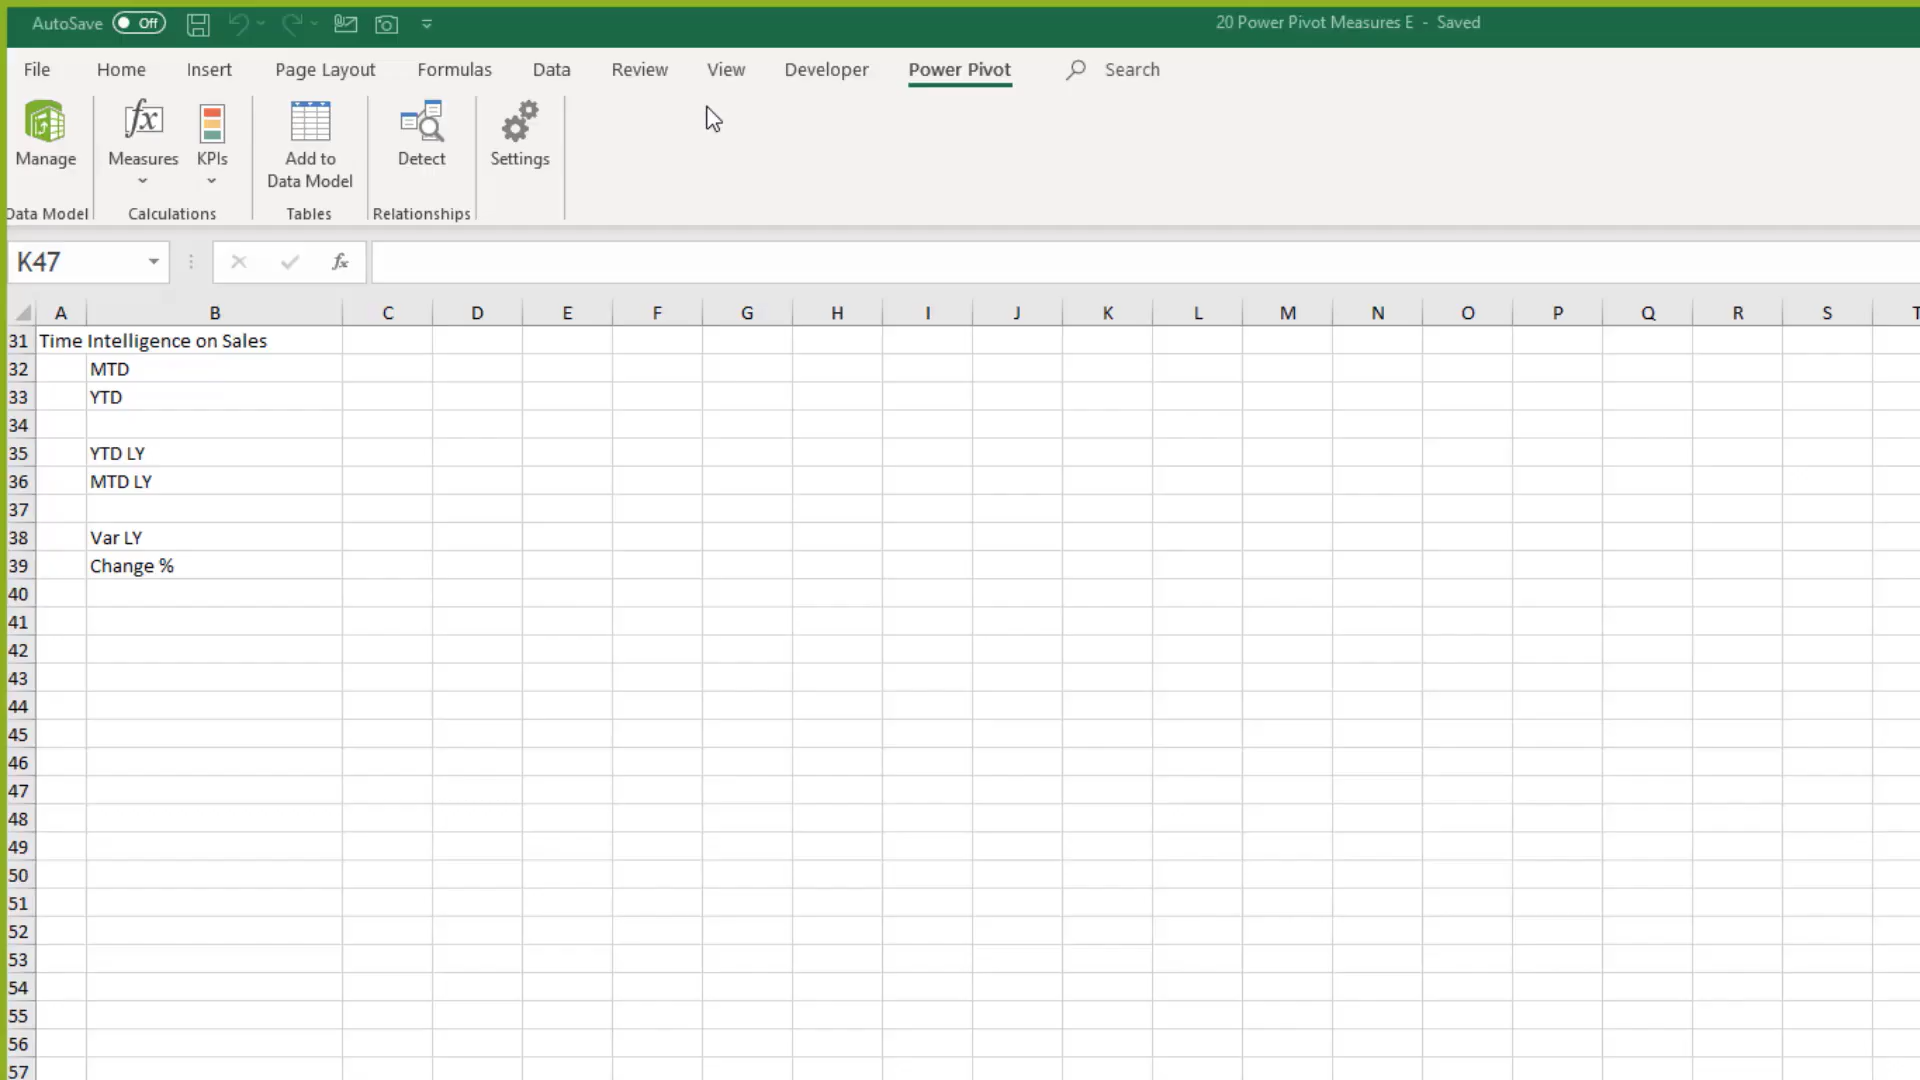 AutoSave Off 20 Power Pivot Measures E - Saved
File Home Insert Page Layout Formulas Data Review View Developer Power Pivot Search
Manage Measures KPIs Add to Data Model Detect Settings
Data Model Calculations Tables Relationships
K47 fx
A B C D E F G H I J K L M N O P Q R S T
31 Time Intelligence on Sales
32 MTD
33 YTD
34
35 YTD LY
36 MTD LY
37
38 Var LY
39 Change %
40
41
42
43
44
45
46
47
48
49
50
51
52
53
54
55
56
57